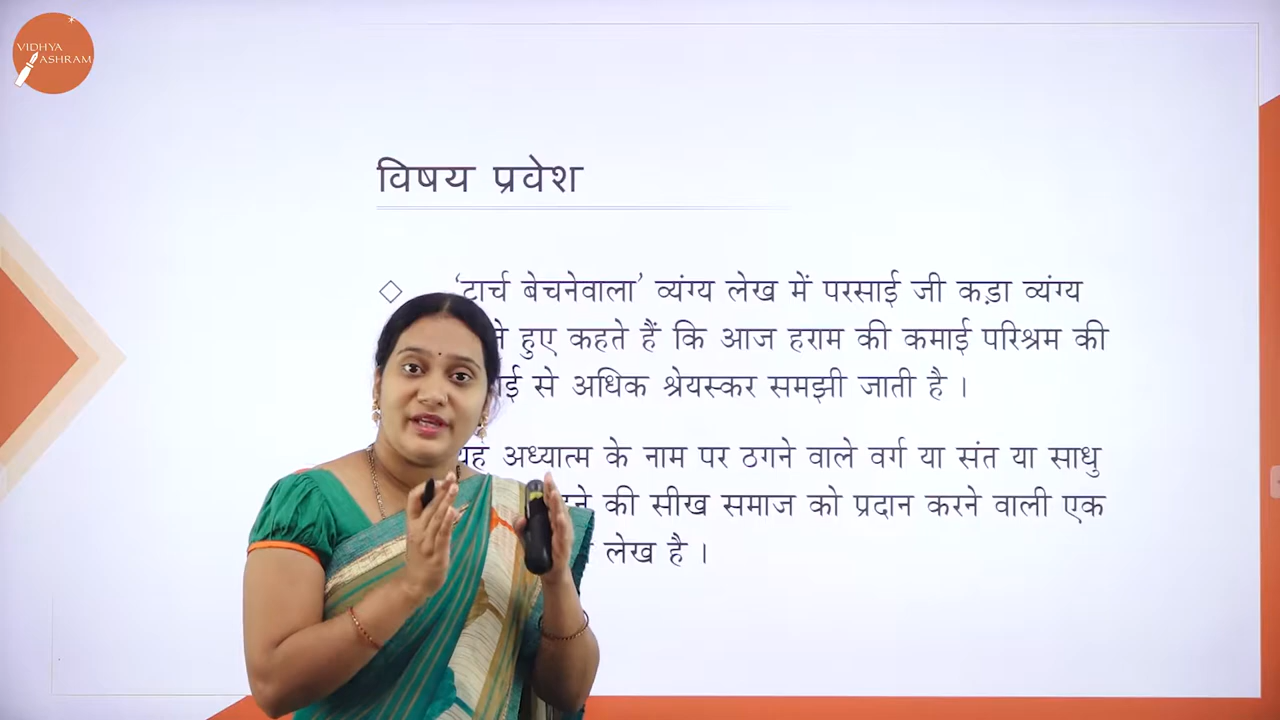 VIDHYA
ASHRAM
विषय प्रवेश
‘टार्च बेचनेवाला’ व्यंग्य लेख में परसाई जी कड़ा व्यंग्य
हुए कहते हैं कि आज हराम की कमाई परिश्रम की
से अधिक श्रेयस्कर समझी जाती है ।
यह अध्यात्म के नाम पर ठगने वाले वर्ग या संत या साधु
की सीख समाज को प्रदान करने वाली एक
लेख है ।